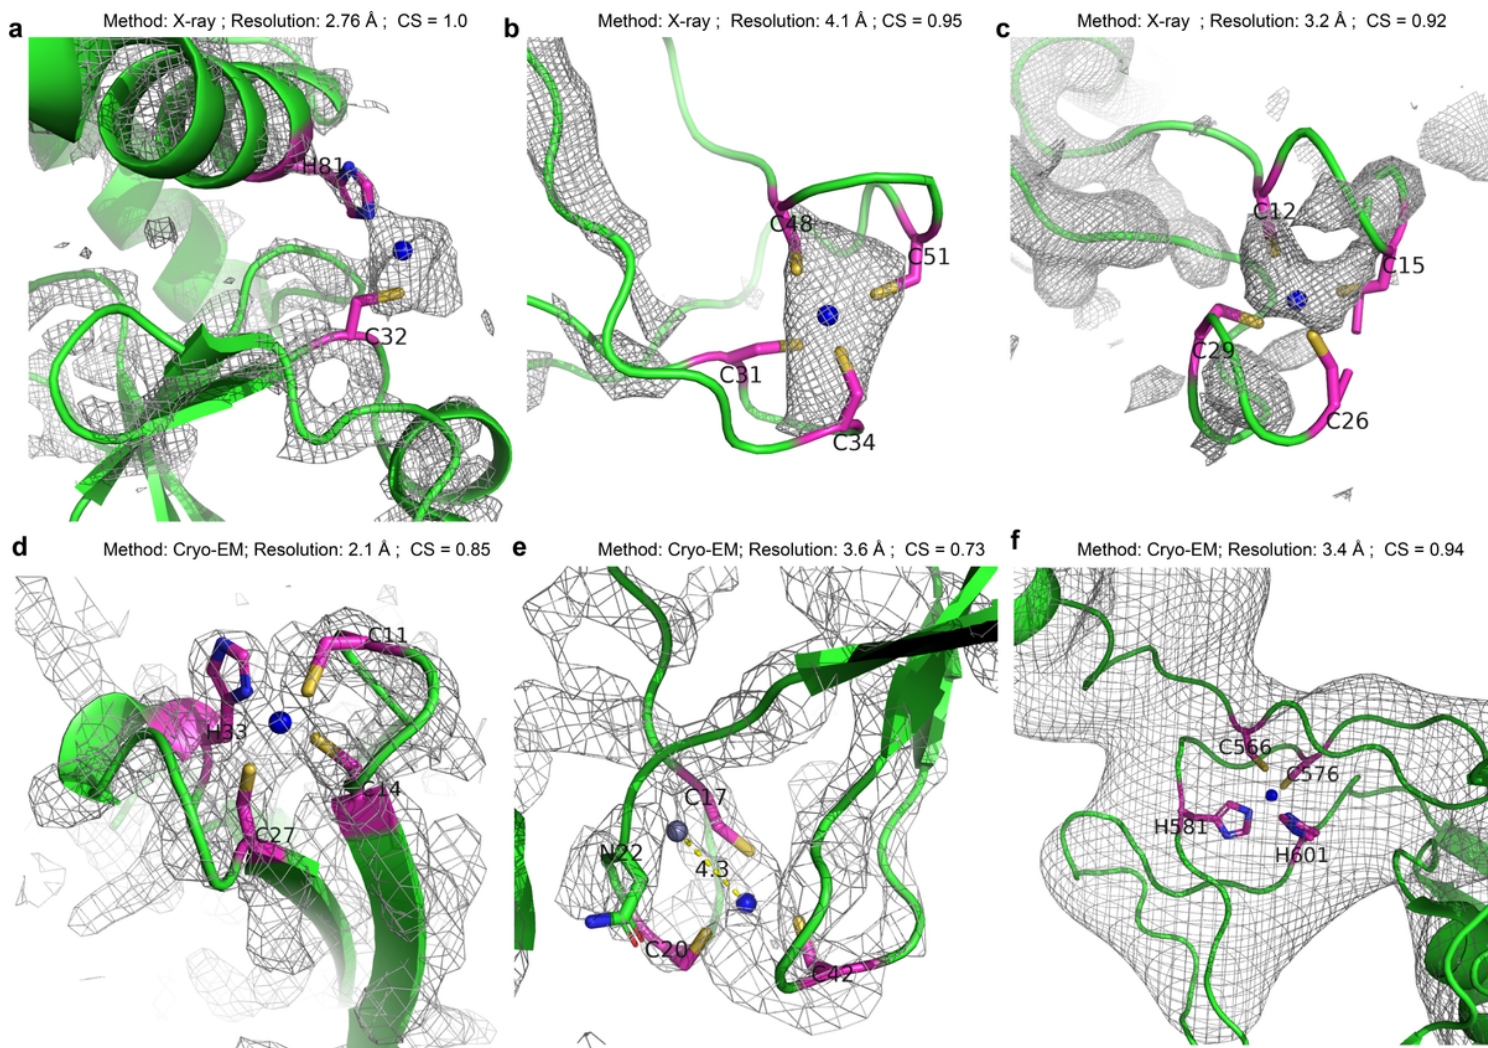 a Method: X-ray ; Resolution: 2.76 Å ; CS = 1.0
H81
C32
b Method: X-ray ; Resolution: 4.1 Å ; CS = 0.95
C48
C51
C31
C34
c Method: X-ray ; Resolution: 3.2 Å ; CS = 0.92
C12
C15
C29
C26
d Method: Cryo-EM; Resolution: 2.1 Å ; CS = 0.85
C11
H33
C14
C27
e Method: Cryo-EM; Resolution: 3.6 Å ; CS = 0.73
C17
N22
4.3
C20
C42
f Method: Cryo-EM; Resolution: 3.4 Å ; CS = 0.94
C566
C576
H581
H601